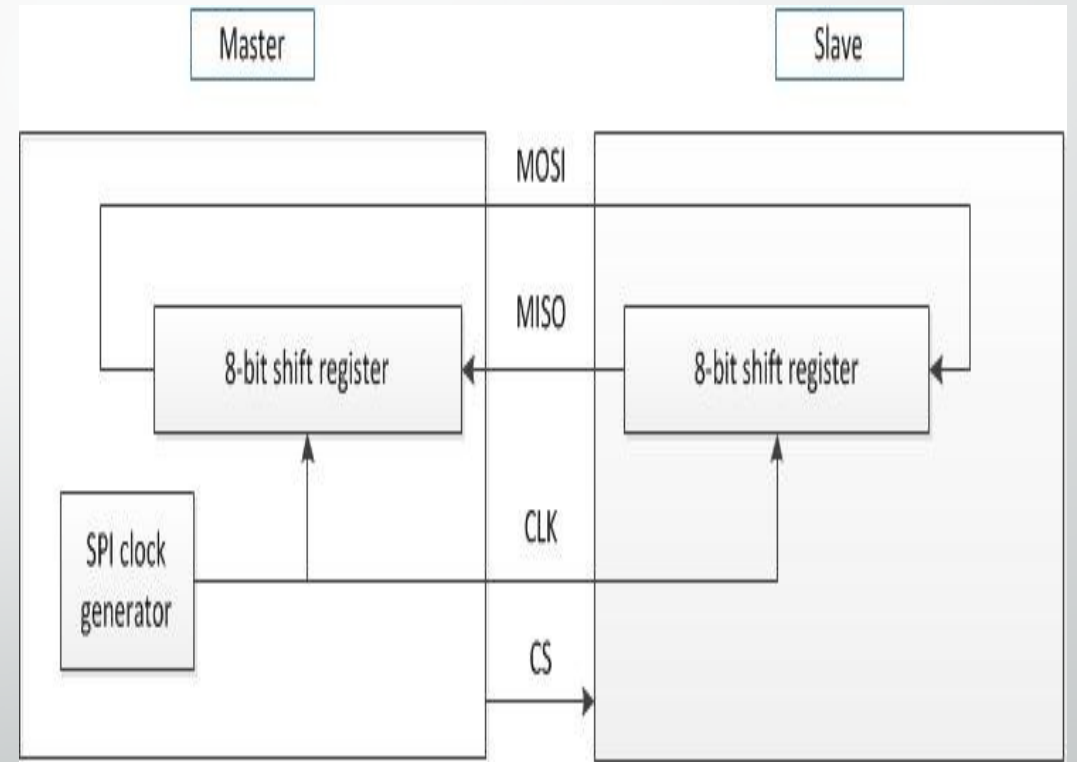 Master
Slave
MOSI
MISO
8-bit shift register
8-bit shift register
CLK
SPI clock
generator
CS